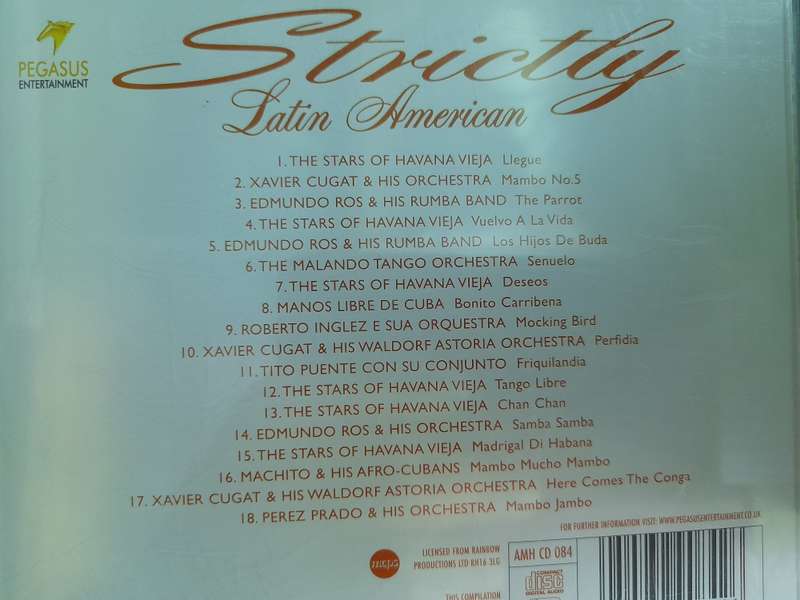 PEGASUS
ENTERTAINMENT
Strictly
Latin American
1. THE STARS OF HAVANA VIEJA Llegue
2. XAVIER CUGAT & HIS ORCHESTRA Mambo No.5
3. EDMUNDO ROS & HIS RUMBA BAND The Parrot
4. THE STARS OF HAVANA VIEJA Vuelvo A La Vida
5. EDMUNDO ROS & HIS RUMBA BAND Los Hijos De Buda
6. THE MALANDO TANGO ORCHESTRA Senuelo
7. THE STARS OF HAVANA VIEJA Deseos
8. MANOS LIBRE DE CUBA Bonito Carribena
9. ROBERTO INGLEZ E SUA ORQUESTRA Mocking Bird
10. XAVIER CUGAT & HIS WALDORF ASTORIA ORCHESTRA Perfidia
11. TITO PUENTE CON SU CONJUNTO Friquilandia
12. THE STARS OF HAVANA VIEJA Tango Libre
13. THE STARS OF HAVANA VIEJA Chan Chan
14. EDMUNDO ROS & HIS ORCHESTRA Samba Samba
15. THE STARS OF HAVANA VIEJA Madrigal Di Habana
16. MACHITO & HIS AFRO-CUBANS Mambo Mucho Mambo
17. XAVIER CUGAT & HIS WALDORF ASTORIA ORCHESTRA Here Comes The Conga
18. PEREZ PRADO & HIS ORCHESTRA Mambo Jambo
FOR FURTHER INFORMATION VISIT: WWW.PEGASUSENTERTAINMENT.CO.UK
mcps
LICENSED FROM RAINBOW
PRODUCTIONS LTD RH16 3LG
AMH CD 084
COMPACT
disc
DIGITAL AUDIO
THIS COMPILATION